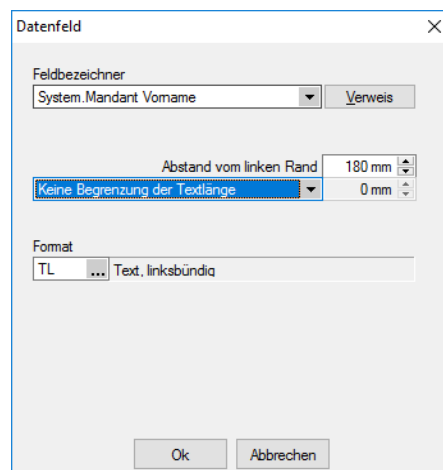 Datenfeld
Feldbezeichner
System.Mandant Vorname
Verweis
Abstand vom linken Rand 180 mm
Keine Begrenzung der Textlänge 0 mm
Format
TL ... Text, linksbündig
Ok Abbrechen